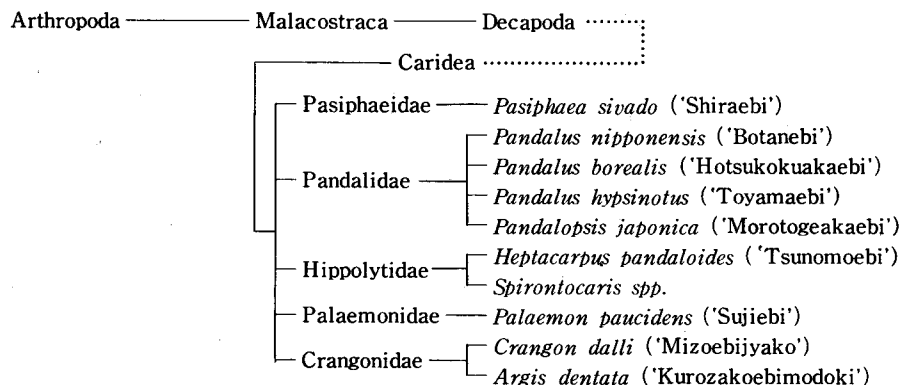 Arthropoda Malacostraca Decapoda
Caridea
Pasiphaeidae Pasiphaea sivado ('Shiraebi')
Pandalus nipponensis ('Botanebi')
Pandalus borealis ('Hotsukokuakaebi')
Pandalidae
Pandalus hypsinotus ('Toyamaebi')
Pandalopsis japonica ('Morotogeakaebi')
Heptacarpus pandaloides ('Tsunomoebi')
Hippolytidae
Spirontocaris spp.
Palaemonidae Palaemon paucidens ('Sujiebi')
Crangon dalli ('Mizoebijyako')
Crangonidae
Argis dentata ('Kurozakoebimodoki')